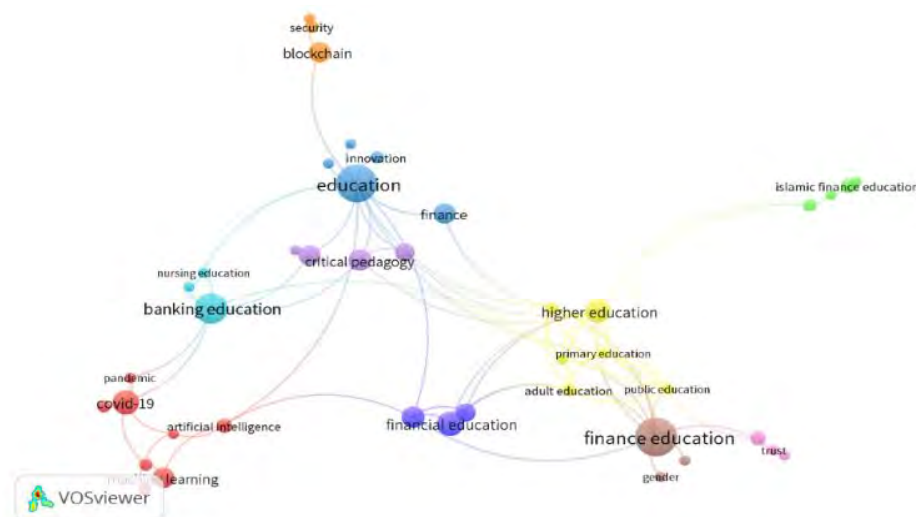 security
blockchain
innovation
education
islamic finance education
finance
critical pedagogy
nursing education
banking education
higher education
primary education
pandemic
adult education
public education
covid-19
artificial intelligence
financial education
finance education
trust
gender
learning
VOSviewer